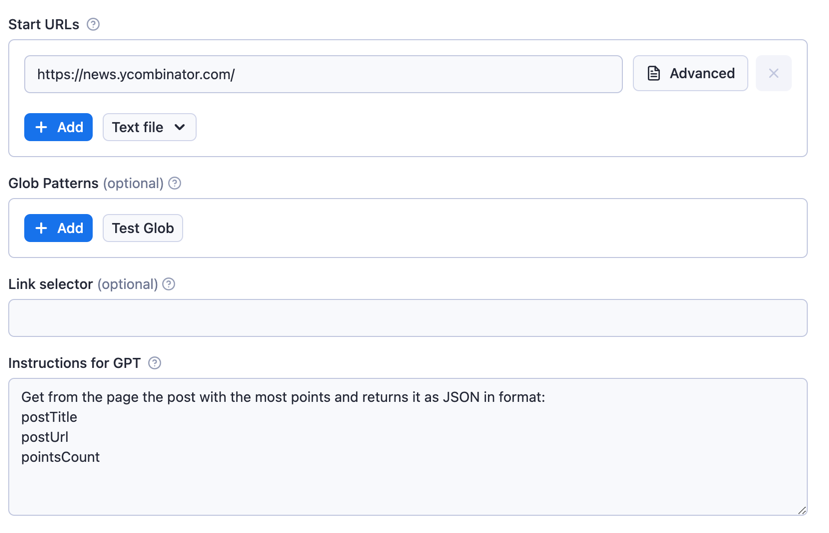 Start URLs
https://news.ycombinator.com/
Advanced
+ Add
Text file
Glob Patterns (optional)
+ Add
Test Glob
Link selector (optional)
Instructions for GPT
Get from the page the post with the most points and returns it as JSON in format:
postTitle
postUrl
pointsCount